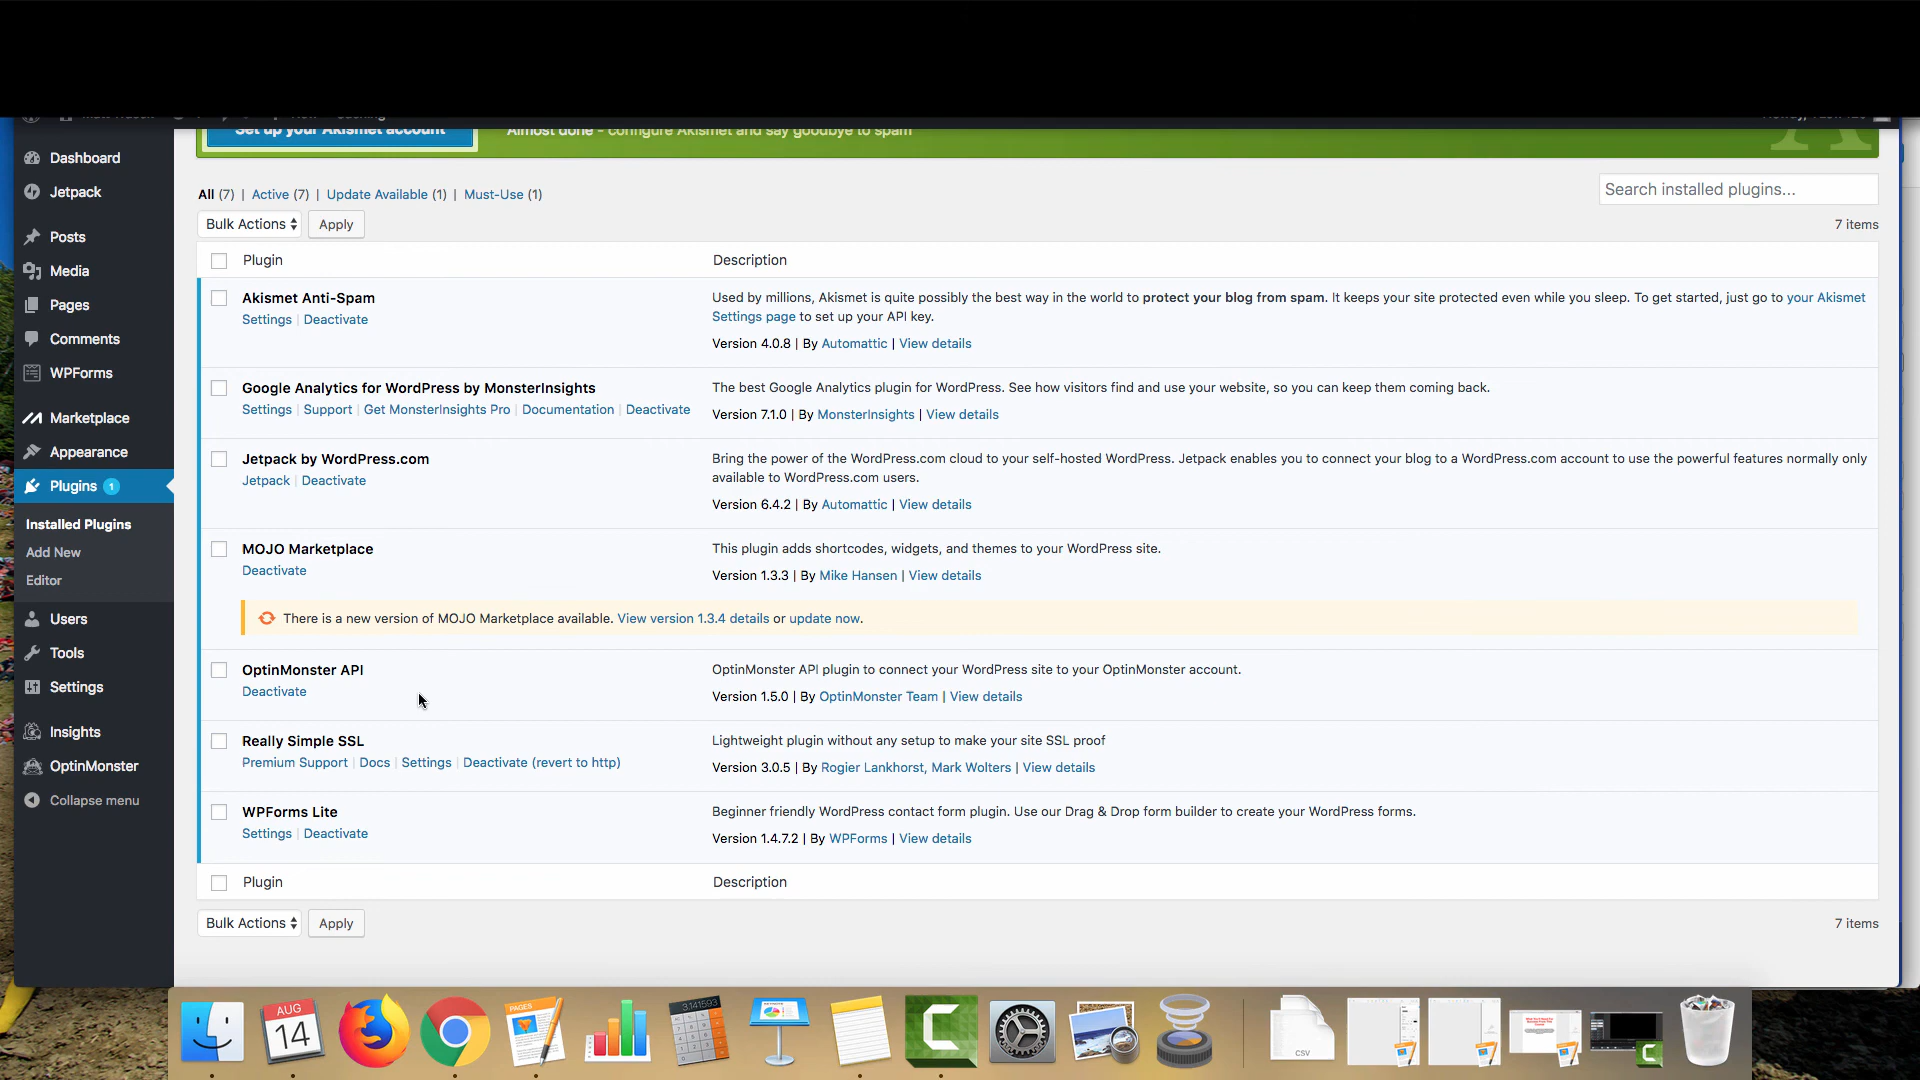 Set up your Akismet account
Almost done - configure Akismet and say goodbye to spam
Dashboard
Jetpack
Posts
Media
Pages
Comments
WPForms
Marketplace
Appearance
Plugins 1
Installed Plugins
Add New
Editor
Users
Tools
Settings
Insights
OptinMonster
Collapse menu
All (7) | Active (7) | Update Available (1) | Must-Use (1)
Search installed plugins...
Bulk Actions Apply
7 items
Plugin Description
Akismet Anti-Spam
Settings | Deactivate
Used by millions, Akismet is quite possibly the best way in the world to protect your blog from spam. It keeps your site protected even while you sleep. To get started, just go to your Akismet
Settings page to set up your API key.
Version 4.0.8 | By Automattic | View details
Google Analytics for WordPress by MonsterInsights
Settings | Support | Get MonsterInsights Pro | Documentation | Deactivate
The best Google Analytics plugin for WordPress. See how visitors find and use your website, so you can keep them coming back.
Version 7.1.0 | By MonsterInsights | View details
Jetpack by WordPress.com
Jetpack | Deactivate
Bring the power of the WordPress.com cloud to your self-hosted WordPress. Jetpack enables you to connect your blog to a WordPress.com account to use the powerful features normally only
available to WordPress.com users.
Version 6.4.2 | By Automattic | View details
MOJO Marketplace
Deactivate
This plugin adds shortcodes, widgets, and themes to your WordPress site.
Version 1.3.3 | By Mike Hansen | View details
There is a new version of MOJO Marketplace available. View version 1.3.4 details or update now.
OptinMonster API
Deactivate
OptinMonster API plugin to connect your WordPress site to your OptinMonster account.
Version 1.5.0 | By OptinMonster Team | View details
Really Simple SSL
Premium Support | Docs | Settings | Deactivate (revert to http)
Lightweight plugin without any setup to make your site SSL proof
Version 3.0.5 | By Rogier Lankhorst, Mark Wolters | View details
WPForms Lite
Settings | Deactivate
Beginner friendly WordPress contact form plugin. Use our Drag & Drop form builder to create your WordPress forms.
Version 1.4.7.2 | By WPForms | View details
Plugin Description
Bulk Actions Apply
7 items
AUG
14
PAGES
3.141593
KEYNOTE
CSV